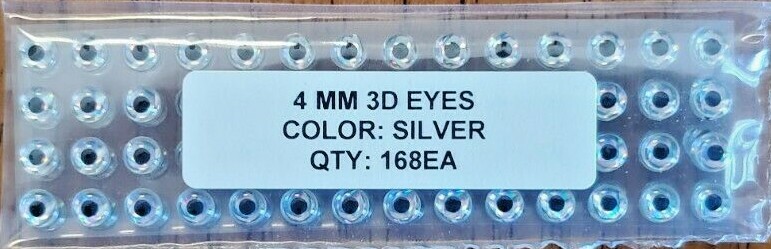 4 MM 3D EYES
COLOR: SILVER
QTY: 168EA